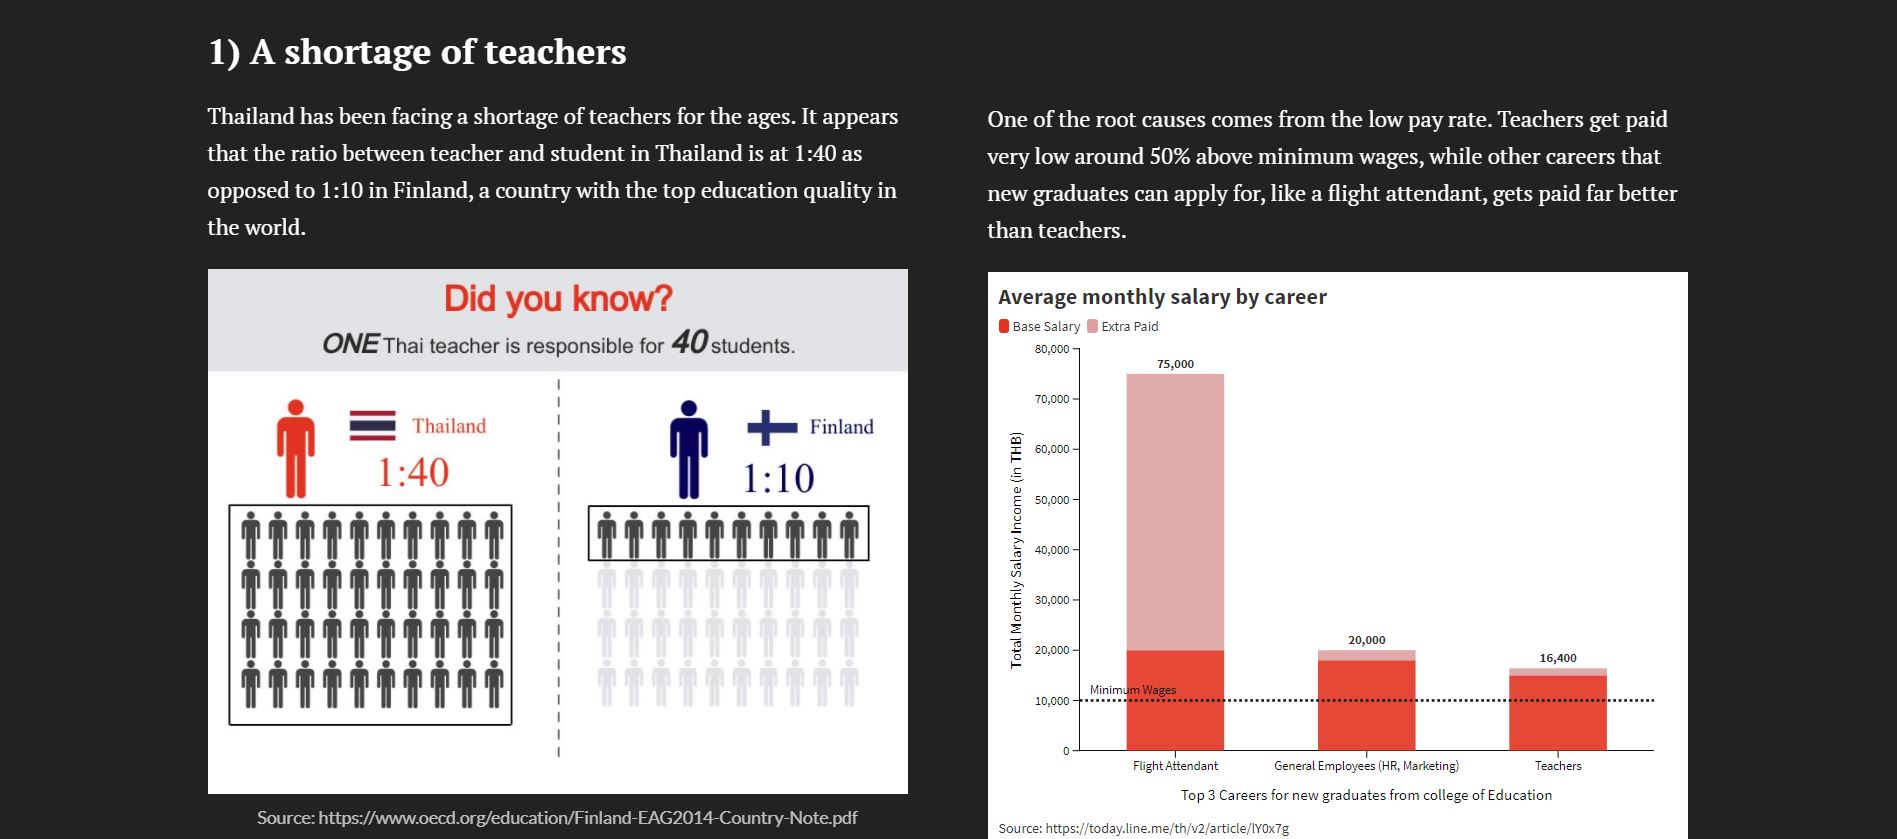 1) A shortage of teachers
Thailand has been facing a shortage of teachers for the ages. It appears
that the ratio between teacher and student in Thailand is at 1:40 as
opposed to 1:10 in Finland, a country with the top education quality in
the world.
Did you know?
ONE Thai teacher is responsible for 40 students.
Thailand
1:40
Finland
1:10
Source: https://www.oecd.org/education/Finland-EAG2014-Country-Note.pdf
One of the root causes comes from the low pay rate. Teachers get paid
very low around 50% above minimum wages, while other careers that
new graduates can apply for, like a flight attendant, gets paid far better
than teachers.
Average monthly salary by career
Base Salary Extra Paid
Total Monthly Salary Income (in THB)
80,000
70,000
60,000
50,000
40,000
30,000
20,000
10,000
0
75,000
20,000
16,400
Minimum Wages
Flight Attendant General Employees (HR, Marketing) Teachers
Top 3 Careers for new graduates from college of Education
Source: https://today.line.me/th/v2/article/lY0x7g